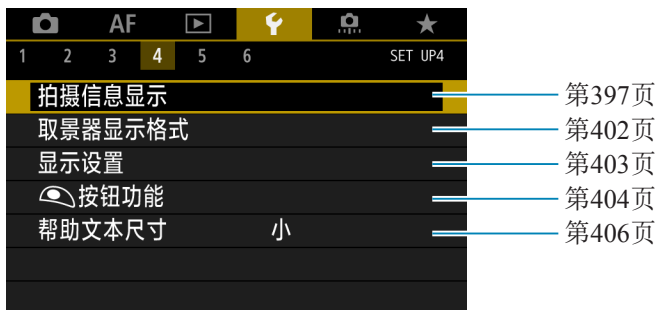 AF
1 2 3 4 5 6 SET UP4
拍摄信息显示 第397页
取景器显示格式 第402页
显示设置 第403页
按钮功能 第404页
帮助文本尺寸 小 第406页